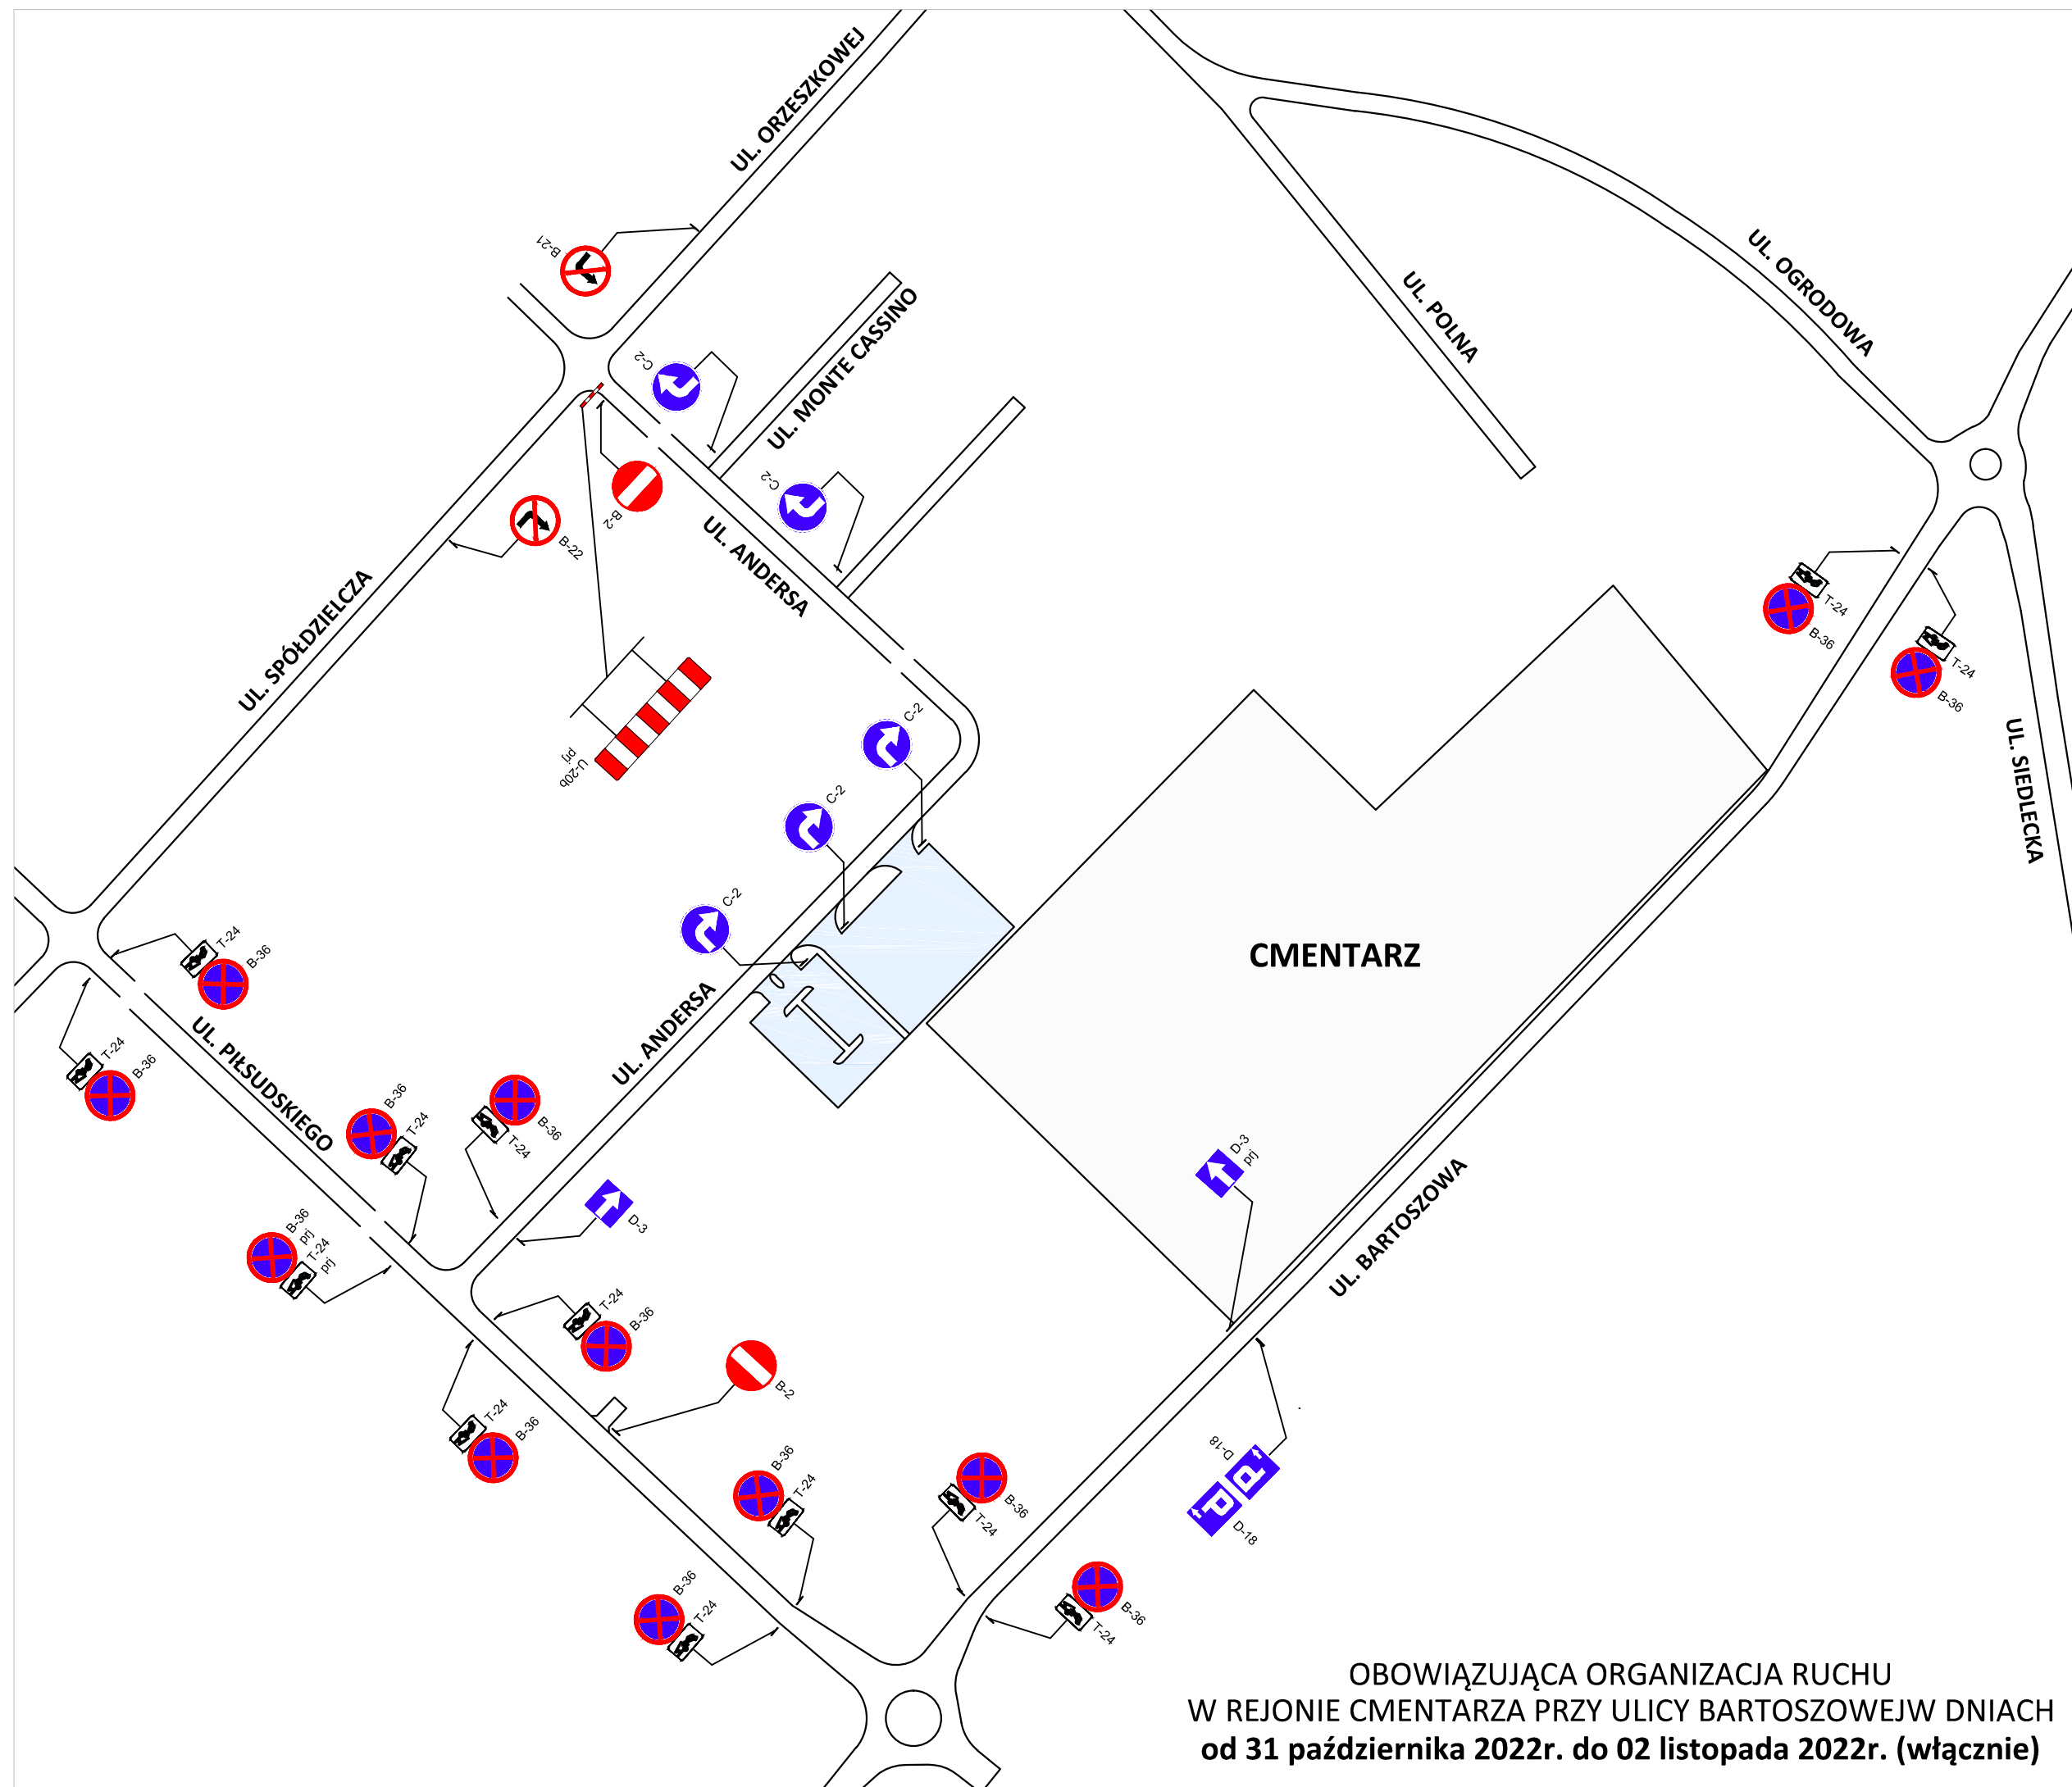 UL. ORZESZKOWEJ
B-21
UL. OGRODOWA
UL. POLNA
C-2
UL. MONTE CASSINO
C-2
B-2
B-22
UL. ANDERSA
UL. SPÓŁDZIELCZA
T-24
B-36
T-24
B-36
UL. SIEDLECKA
U-20b
prj
C-2
C-2
C-2
CMENTARZ
T-24
B-36
UL. PIŁSUDSKIEGO
UL. ANDERSA
T-24
B-36
B-36
T-24
B-36
T-24
D-3
prj
UL. BARTOSZOWA
B-36
prj
T-24
prj
D-3
T-24
B-36
B-2
T-24
B-36
D-18
P
P
D-18
B-36
T-24
B-36
T-24
B-36
T-24
B-36
T-24
OBOWIĄZUJĄCA ORGANIZACJA RUCHU
W REJONIE CMENTARZA PRZY ULICY BARTOSZOWEJW DNIACH
od 31 października 2022r. do 02 listopada 2022r. (włącznie)